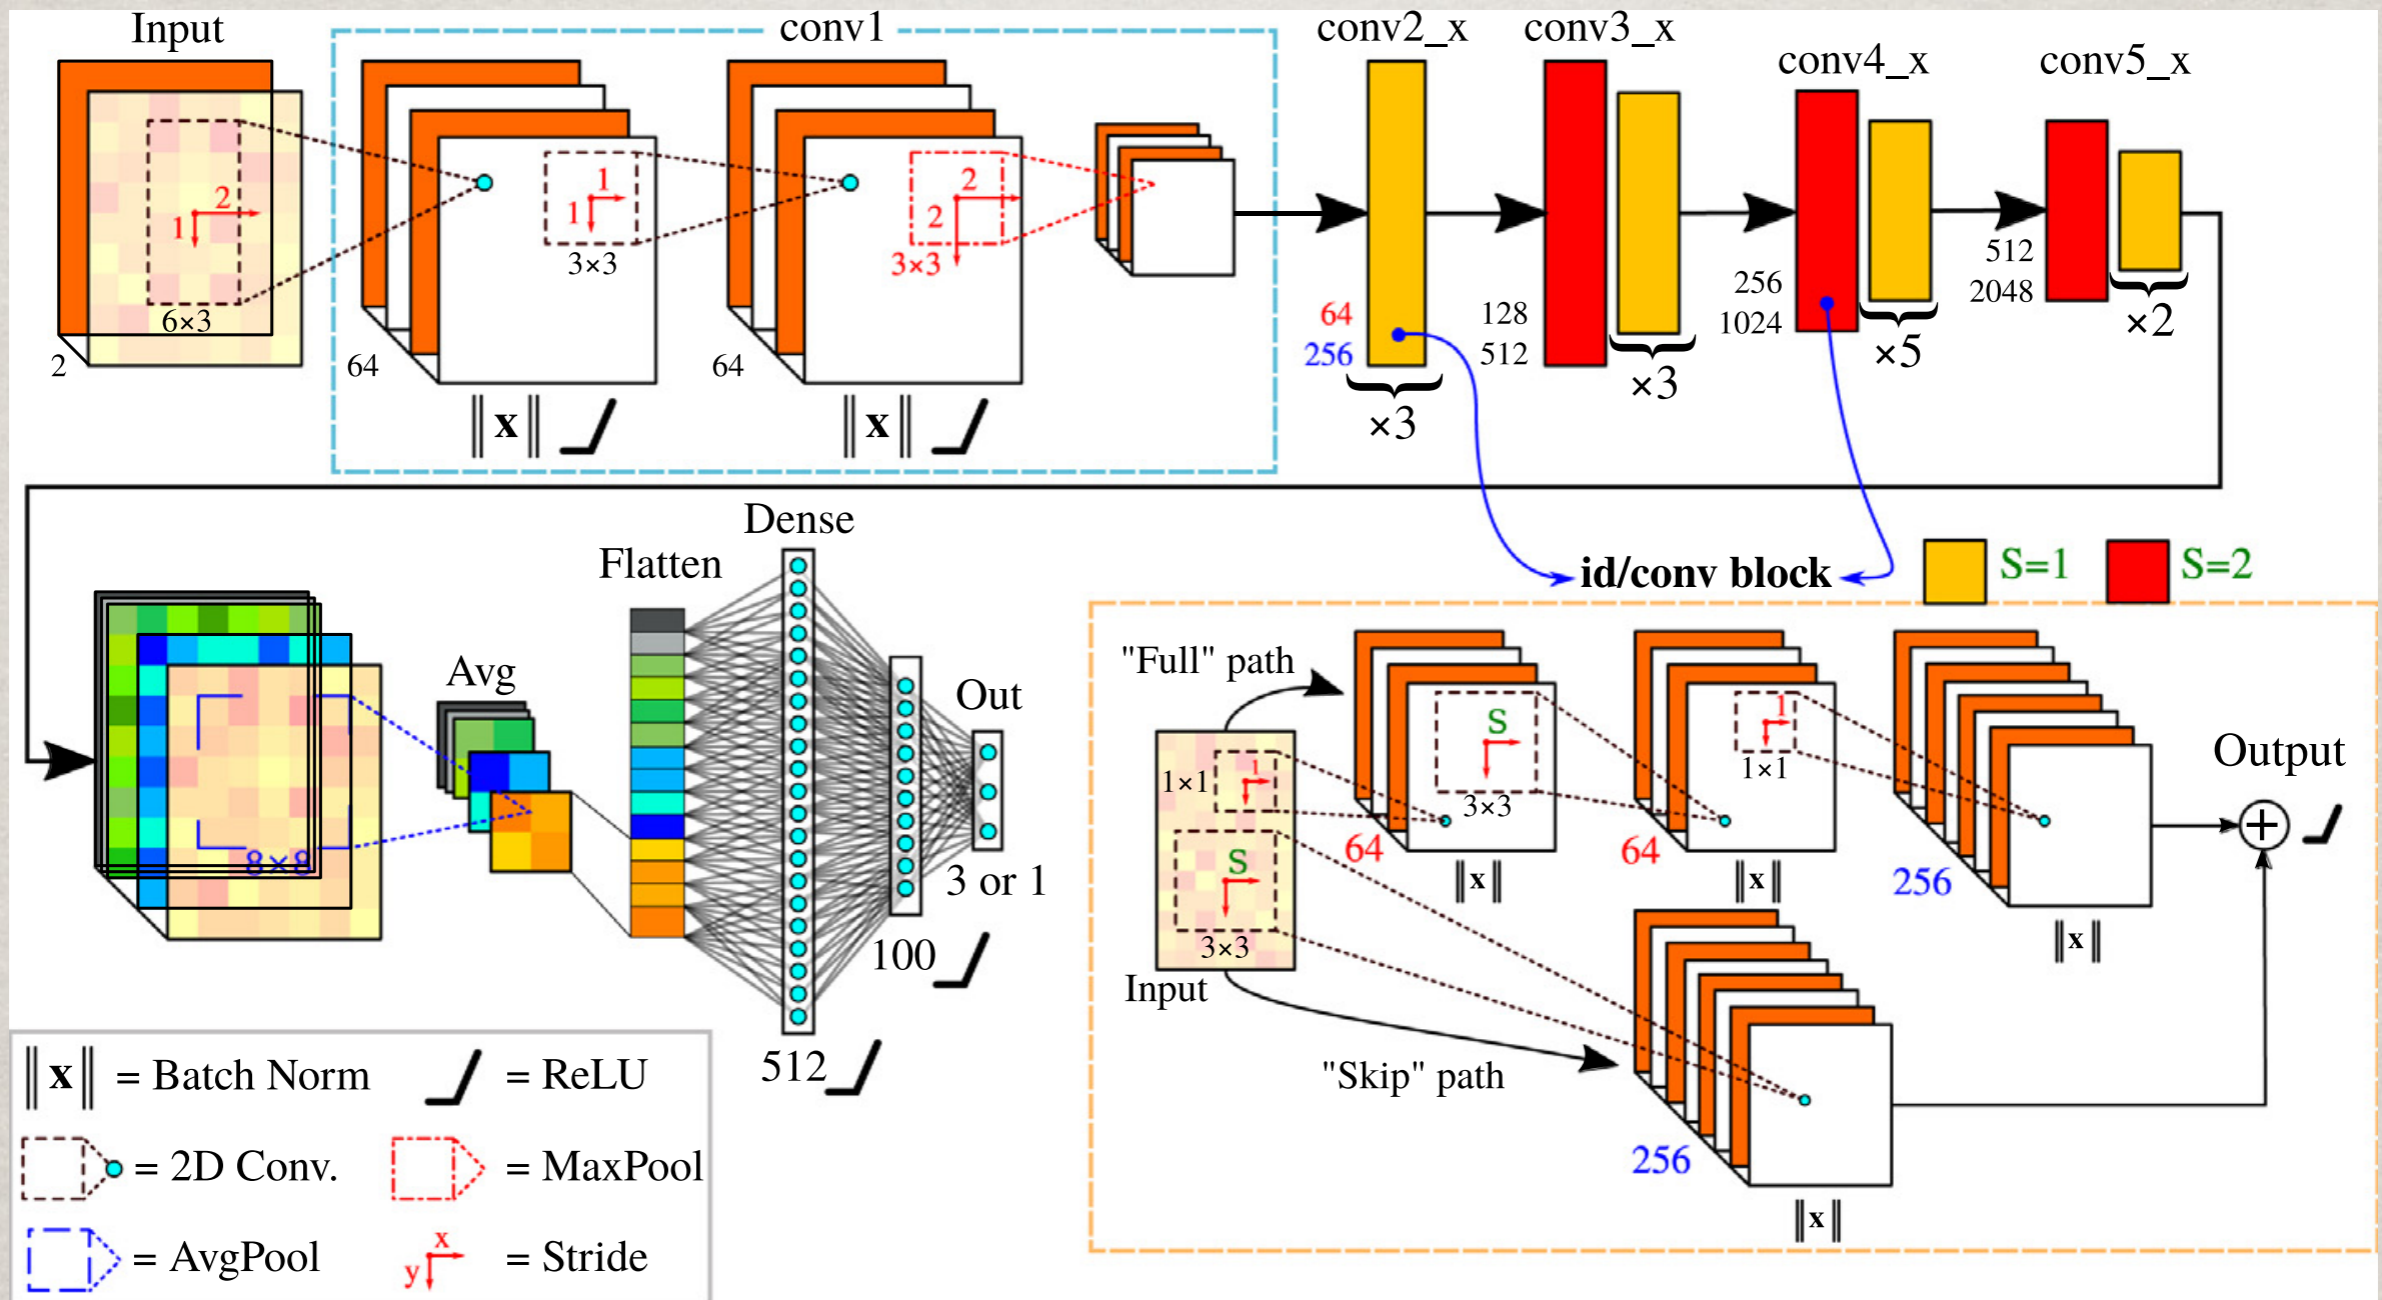 Input
2
1
6×3
2
conv1
64
1
1
3×3
‖x‖
64
2
2
3×3
‖x‖
conv2_x
64
256
×3
conv3_x
128
512
×3
conv4_x
256
1024
×5
conv5_x
512
2048
×2
8×8
Avg
Flatten
Dense
512
100
Out
3 or 1
id/conv block
S=1
S=2
"Full" path
1×1
1
S
3×3
Input
"Skip" path
S
3×3
64
‖x‖
1
1×1
64
‖x‖
256
‖x‖
256
‖x‖
Output
+
‖x‖ = Batch Norm
= ReLU
= 2D Conv.
= MaxPool
= AvgPool
x
y
= Stride